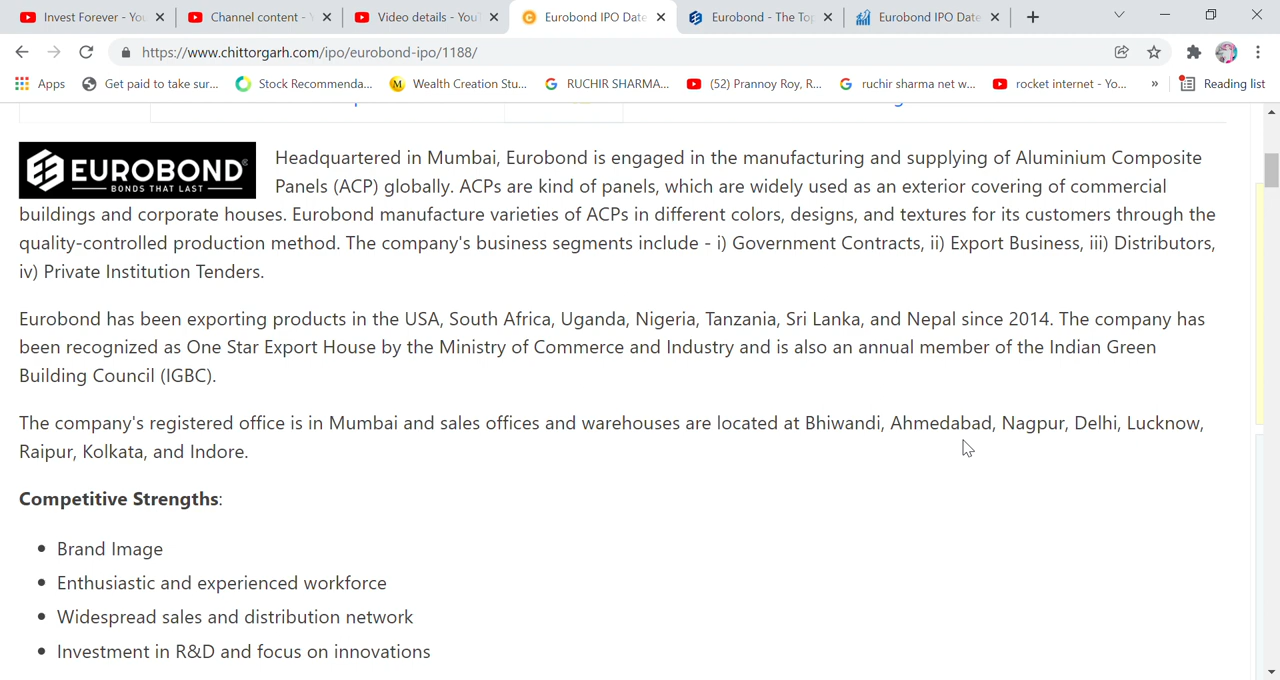 Invest Forever - You
Channel content - Y
Video details - YouT
Eurobond IPO Date
Eurobond - The Top
Eurobond IPO Date
https://www.chittorgarh.com/ipo/eurobond-ipo/1188/
Apps
Get paid to take sur...
Stock Recommenda...
Wealth Creation Stu...
RUCHIR SHARMA...
(52) Prannoy Roy, R...
ruchir sharma net w...
rocket internet - Yo...
»
Reading list
EUROBOND®
BONDS THAT LAST
Headquartered in Mumbai, Eurobond is engaged in the manufacturing and supplying of Aluminium Composite
Panels (ACP) globally. ACPs are kind of panels, which are widely used as an exterior covering of commercial
buildings and corporate houses. Eurobond manufacture varieties of ACPs in different colors, designs, and textures for its customers through the
quality-controlled production method. The company's business segments include - i) Government Contracts, ii) Export Business, iii) Distributors,
iv) Private Institution Tenders.
Eurobond has been exporting products in the USA, South Africa, Uganda, Nigeria, Tanzania, Sri Lanka, and Nepal since 2014. The company has
been recognized as One Star Export House by the Ministry of Commerce and Industry and is also an annual member of the Indian Green
Building Council (IGBC).
The company's registered office is in Mumbai and sales offices and warehouses are located at Bhiwandi, Ahmedabad, Nagpur, Delhi, Lucknow,
Raipur, Kolkata, and Indore.
Competitive Strengths:
• Brand Image
• Enthusiastic and experienced workforce
• Widespread sales and distribution network
• Investment in R&D and focus on innovations